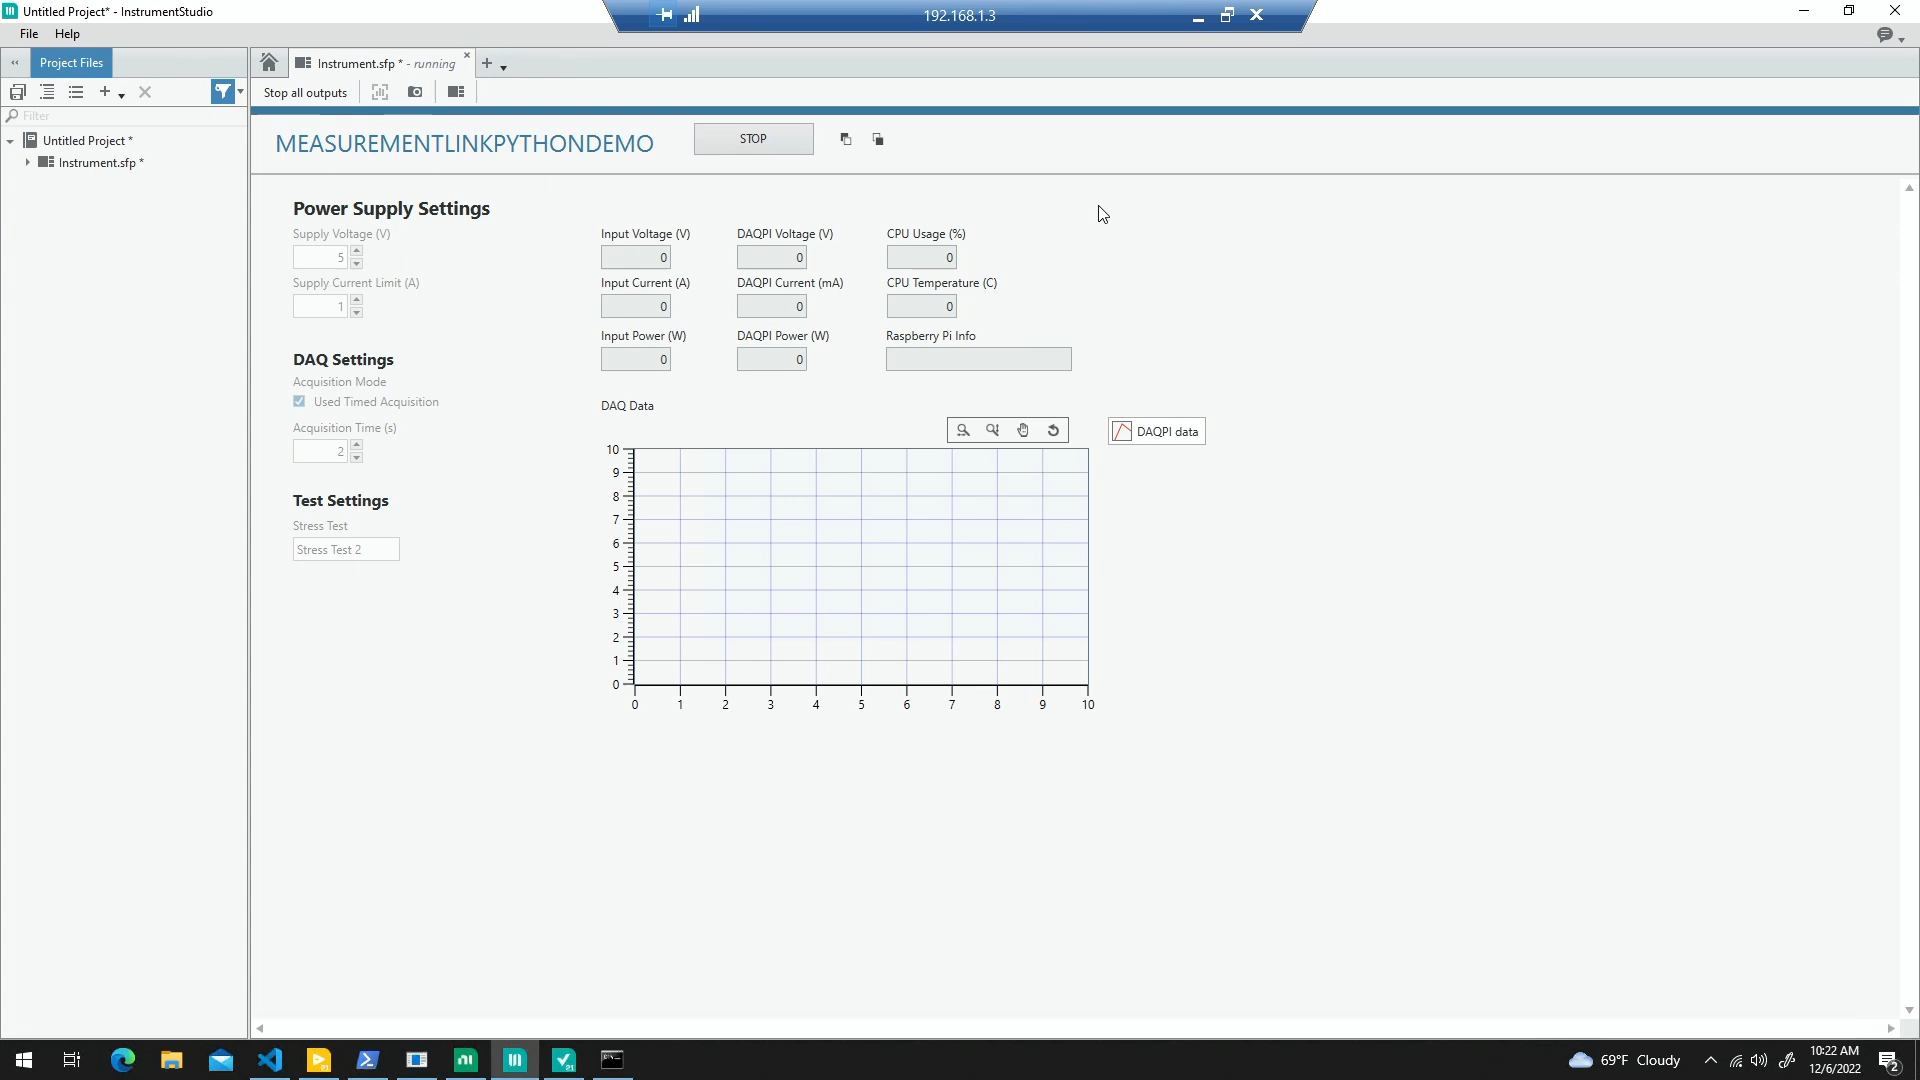 Untitled Project* - InstrumentStudio
192.168.1.3
File Help
Project Files
Instrument.sfp * - running
Stop all outputs
Filter
MEASUREMENTLINKPYTHONDEMO
STOP
Untitled Project *
Instrument.sfp *
Power Supply Settings
Supply Voltage (V)
5
Supply Current Limit (A)
1
DAQ Settings
Acquisition Mode
Used Timed Acquisition
Acquisition Time (s)
2
Test Settings
Stress Test
Stress Test 2
Input Voltage (V) DAQPI Voltage (V) CPU Usage (%)
0 0 0
Input Current (A) DAQPI Current (mA) CPU Temperature (C)
0 0 0
Input Power (W) DAQPI Power (W) Raspberry Pi Info
0 0
DAQ Data
DAQPI data
10
9
8
7
6
5
4
3
2
1
0
0 1 2 3 4 5 6 7 8 9 10
69°F Cloudy
10:22 AM
12/6/2022
2